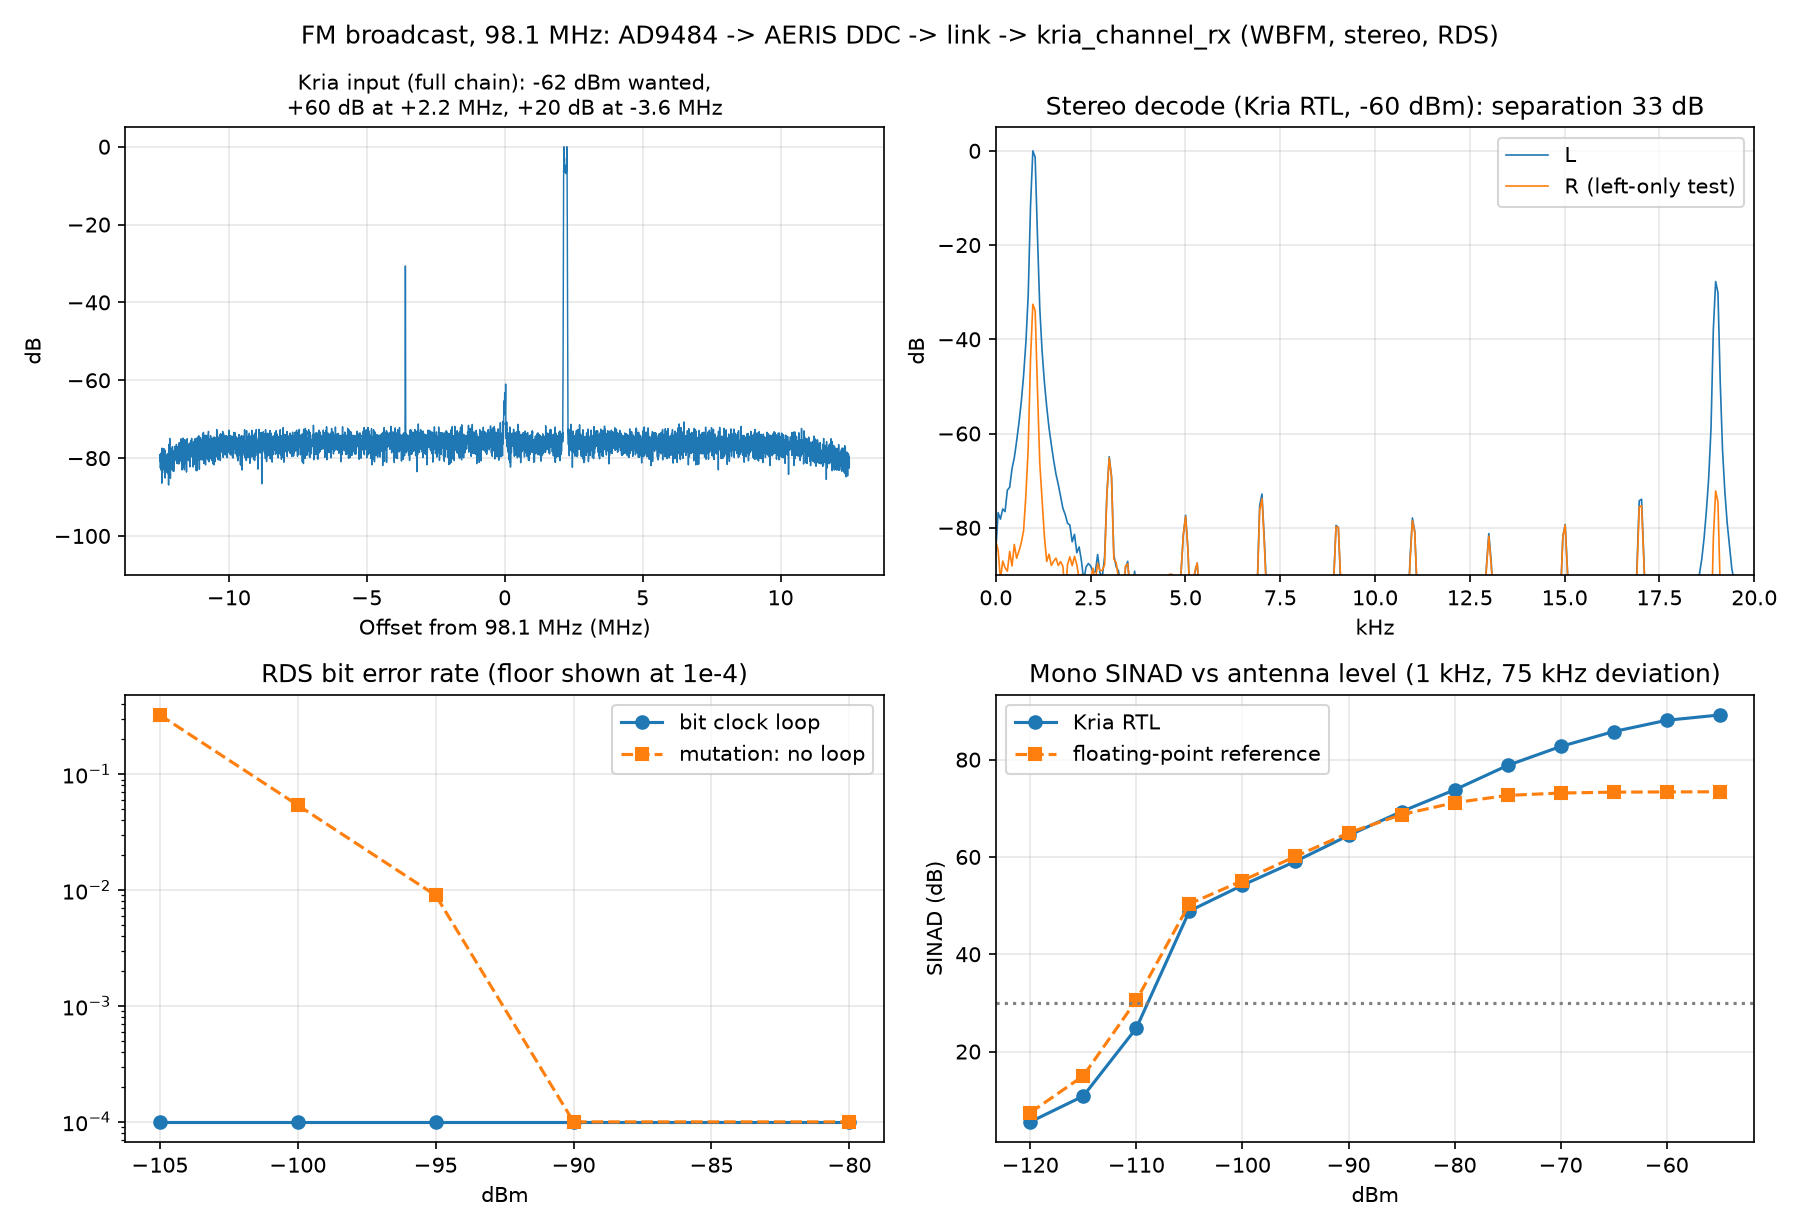 FM broadcast, 98.1 MHz: AD9484 -> AERIS DDC -> link -> kria_channel_rx (WBFM, stereo, RDS)
Kria input (full chain): -62 dBm wanted,
+60 dB at +2.2 MHz, +20 dB at -3.6 MHz
0
−20
−40
−60
−80
−100
dB
−10
−5
0
5
10
Offset from 98.1 MHz (MHz)
Stereo decode (Kria RTL, -60 dBm): separation 33 dB
L
R (left-only test)
0
−20
−40
−60
−80
dB
0.0
2.5
5.0
7.5
10.0
12.5
15.0
17.5
20.0
kHz
RDS bit error rate (floor shown at 1e-4)
bit clock loop
mutation: no loop
10⁻¹
10⁻²
10⁻³
10⁻⁴
−105
−100
−95
−90
−85
−80
dBm
Mono SINAD vs antenna level (1 kHz, 75 kHz deviation)
Kria RTL
floating-point reference
80
60
40
20
SINAD (dB)
−120
−110
−100
−90
−80
−70
−60
dBm